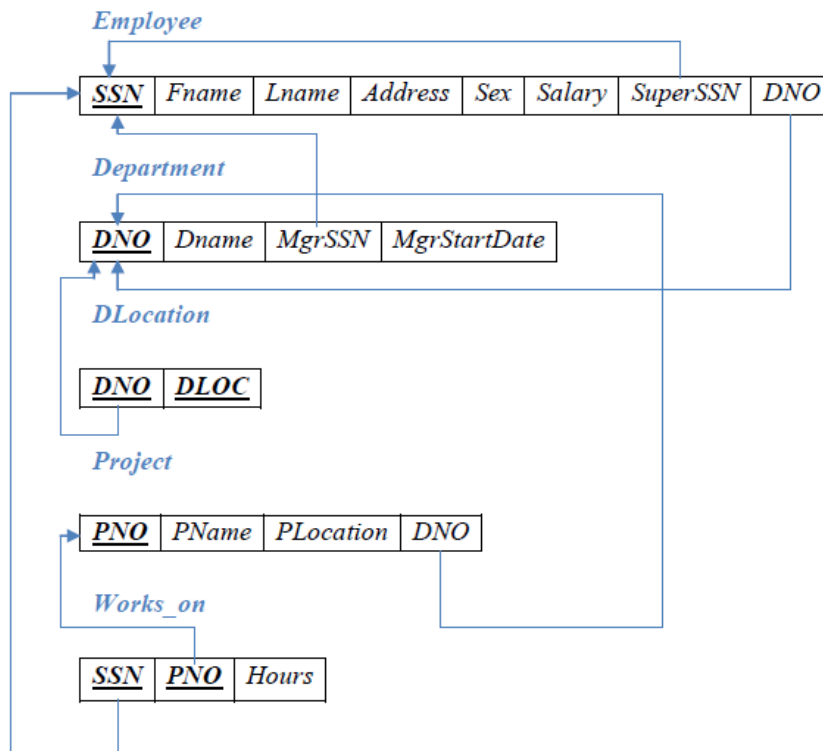 Employee
SSN Fname Lname Address Sex Salary SuperSSN DNO
Department
DNO Dname MgrSSN MgrStartDate
DLocation
DNO DLOC
Project
PNO PName PLocation DNO
Works_on
SSN PNO Hours